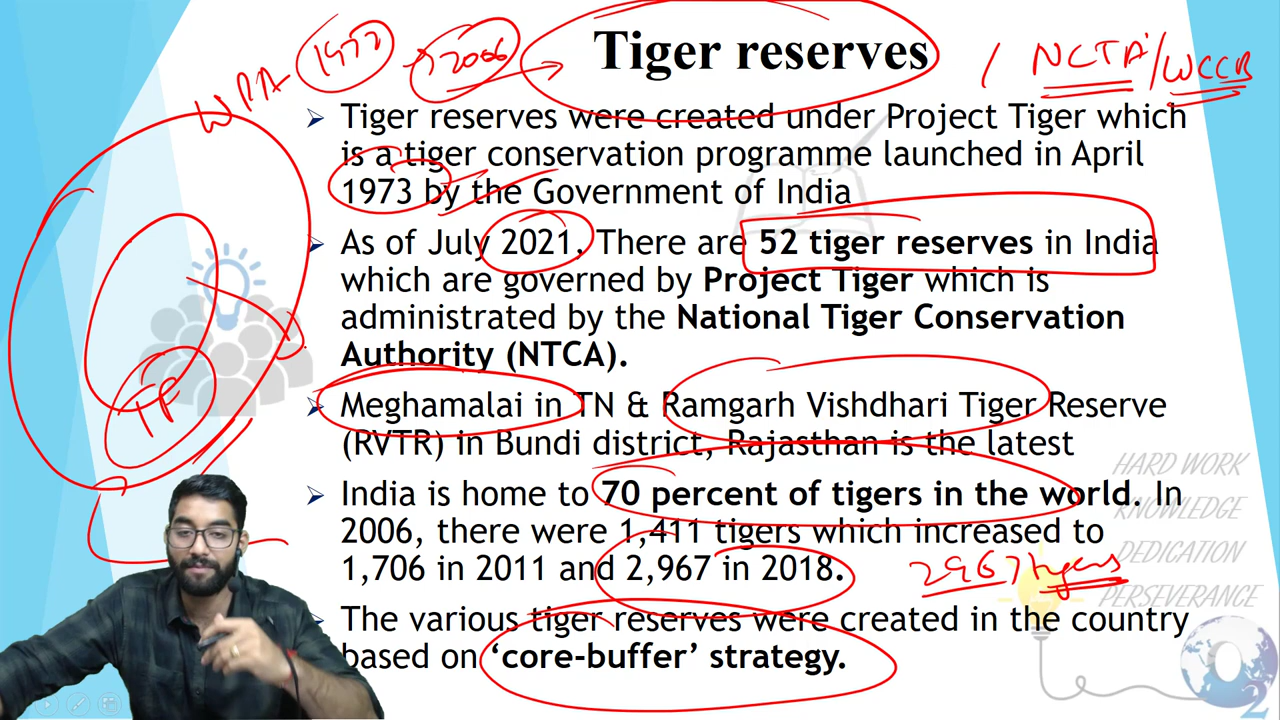 WPA 1972 2006 Tiger reserves / NCTA / WCCB
➢ Tiger reserves were created under Project Tiger which
is a tiger conservation programme launched in April
1973 by the Government of India
➢ As of July 2021, There are 52 tiger reserves in India
which are governed by Project Tiger which is
administrated by the National Tiger Conservation
Authority (NTCA).
➢ Meghamalai in TN & Ramgarh Vishdhari Tiger Reserve
(RVTR) in Bundi district, Rajasthan is the latest
➢ India is home to 70 percent of tigers in the world. In
2006, there were 1,411 tigers which increased to
1,706 in 2011 and 2,967 in 2018.
2967 tigers
➢ The various tiger reserves were created in the country
based on ‘core-buffer’ strategy.
HARD WORK
KNOWLEDGE
DEDICATION
PERSEVERANCE
O2